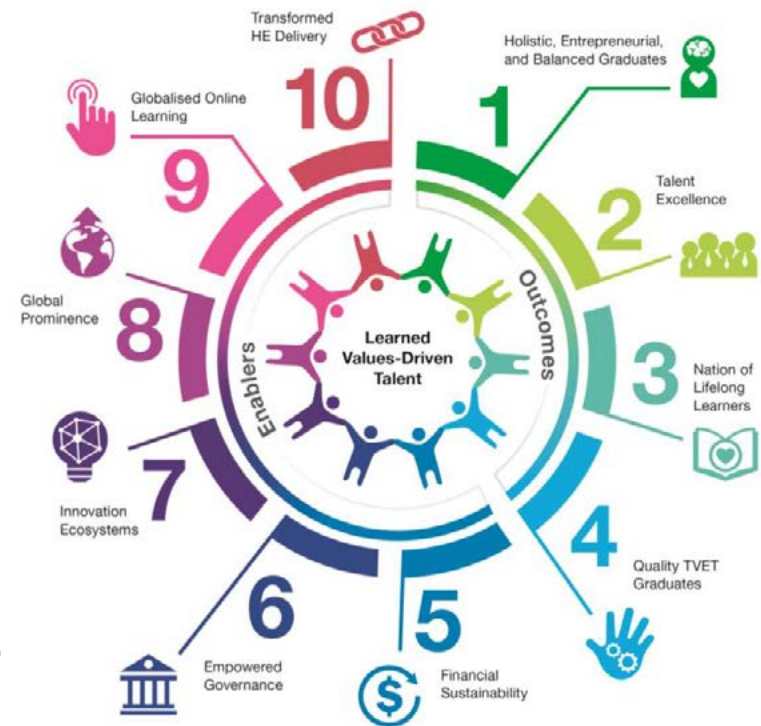 1
Holistic, Entrepreneurial,
and Balanced Graduates
2
Talent
Excellence
3
Nation of
Lifelong
Learners
4
Quality TVET
Graduates
5
Financial
Sustainability
$
6
Empowered
Governance
7
Innovation
Ecosystems
8
Global
Prominence
9
Globalised Online
Learning
10
Transformed
HE Delivery
Outcomes
Enablers
Learned
Values-Driven
Talent